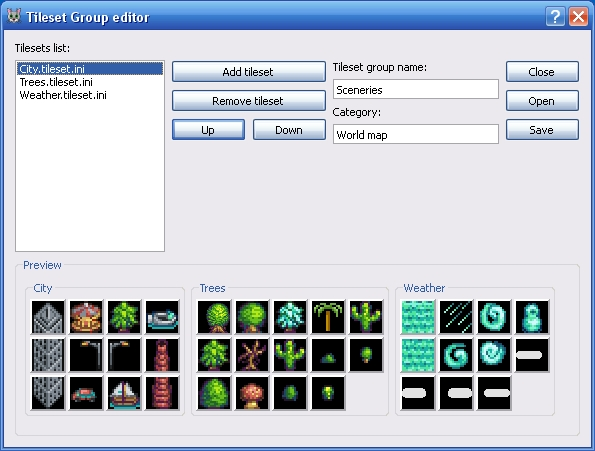 Tileset Group editor
Tilesets list:
City.tileset.ini
Trees.tileset.ini
Weather.tileset.ini
Add tileset
Remove tileset
Up
Down
Tileset group name:
Sceneries
Category:
World map
Close
Open
Save
Preview
City
Trees
Weather